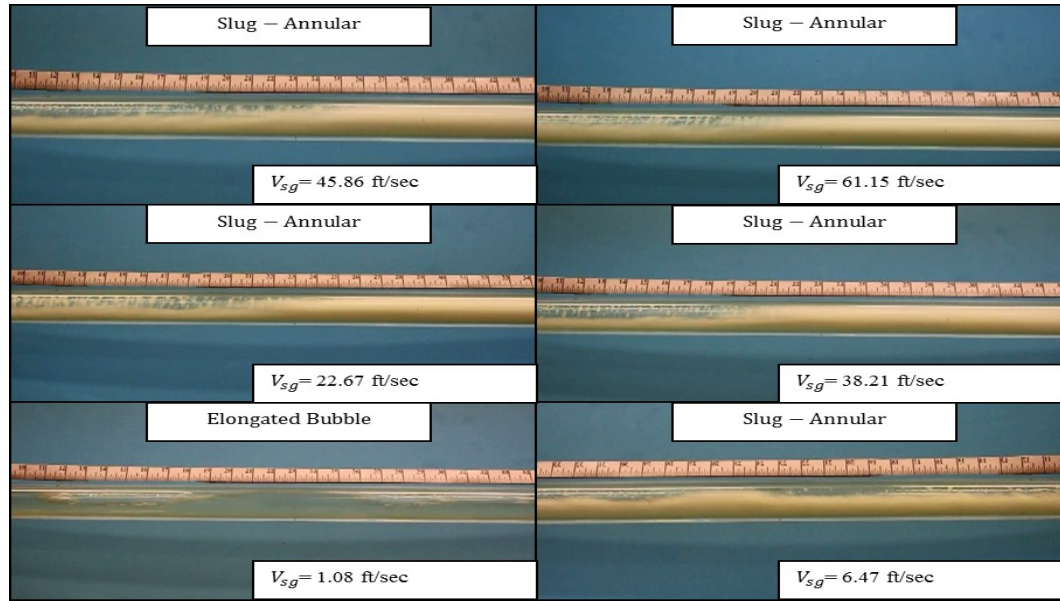 Slug − Annular
Slug − Annular
V_sg= 45.86 ft/sec
V_sg= 61.15 ft/sec
Slug − Annular
Slug − Annular
V_sg= 22.67 ft/sec
V_sg= 38.21 ft/sec
Elongated Bubble
Slug − Annular
V_sg= 1.08 ft/sec
V_sg= 6.47 ft/sec